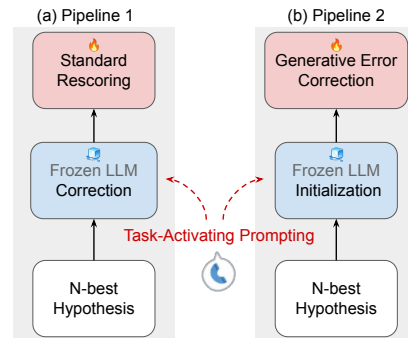 (a) Pipeline 1
Standard
Rescoring
Frozen LLM
Correction
N-best
Hypothesis
(b) Pipeline 2
Generative Error
Correction
Frozen LLM
Initialization
N-best
Hypothesis
Task-Activating Prompting